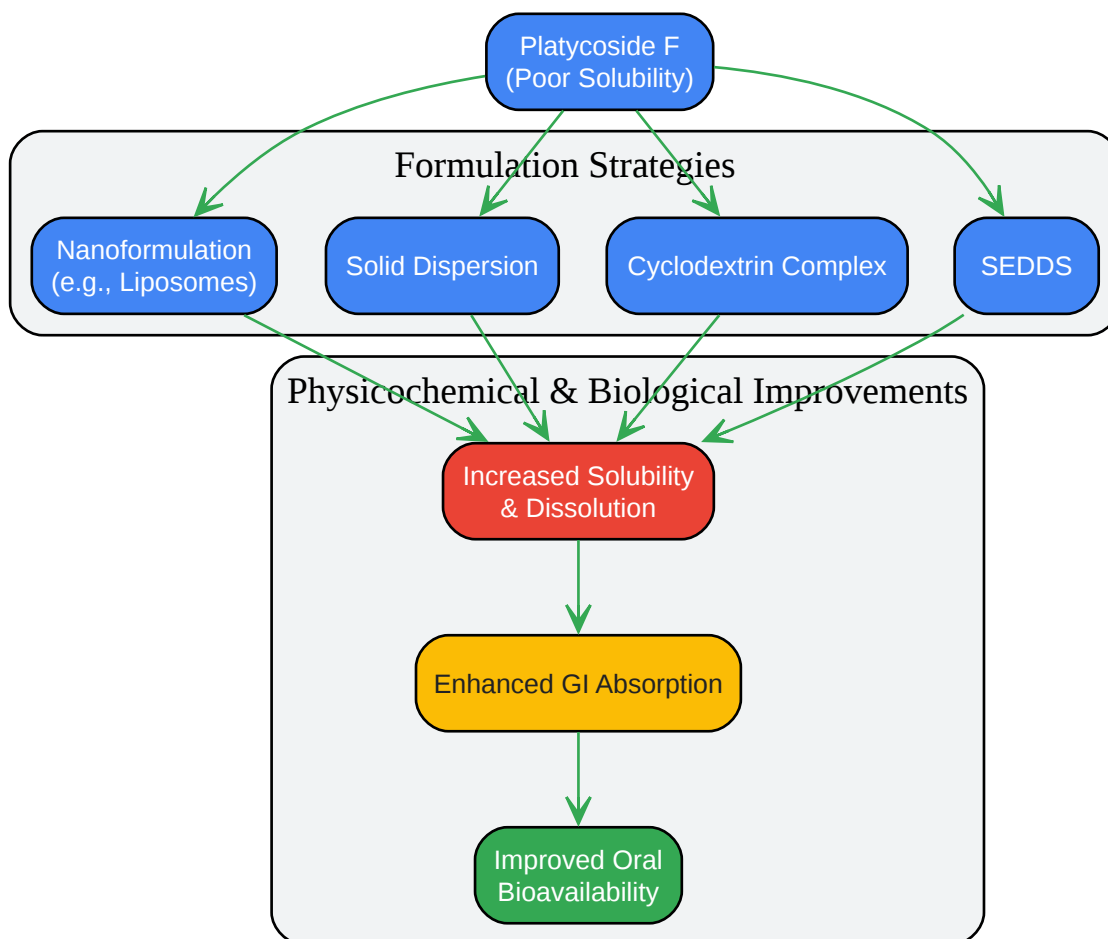 Platycoside F
(Poor Solubility)
Formulation Strategies
Nanoformulation
(e.g., Liposomes)
Solid Dispersion
Cyclodextrin Complex
SEDDS
Physicochemical & Biological Improvements
Increased Solubility
& Dissolution
Enhanced GI Absorption
Improved Oral
Bioavailability